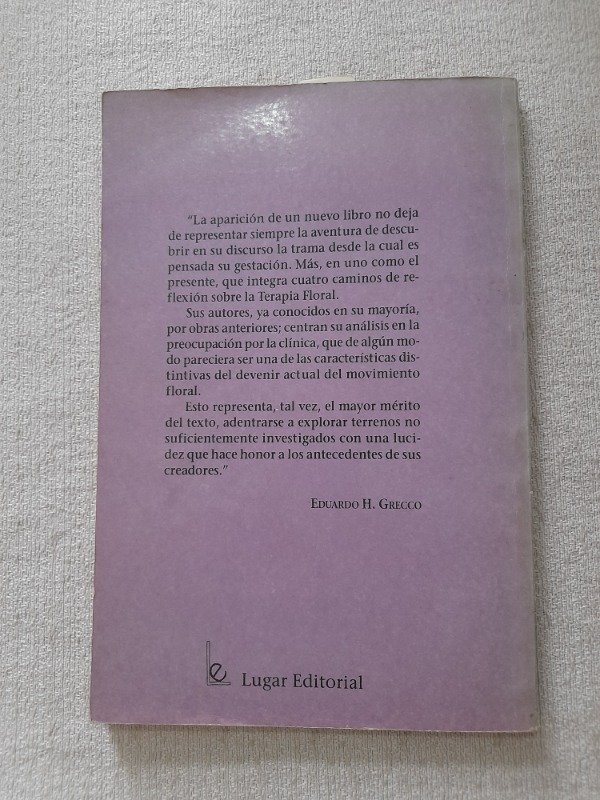 "La aparición de un nuevo libro no deja
de representar siempre la aventura de descu-
brir en su discurso la trama desde la cual es
pensada su gestación. Más, en uno como el
presente, que integra cuatro caminos de re-
flexión sobre la Terapia Floral.
Sus autores, ya conocidos en su mayoría,
por obras anteriores; centran su análisis en la
preocupación por la clínica, que de algún mo-
do pareciera ser una de las características dis-
tintivas del devenir actual del movimiento
floral.
Esto representa, tal vez, el mayor mérito
del texto, adentrarse a explorar terrenos no
suficientemente investigados con una luci-
dez que hace honor a los antecedentes de sus
creadores."
EDUARDO H. GRECCO
Le Lugar Editorial